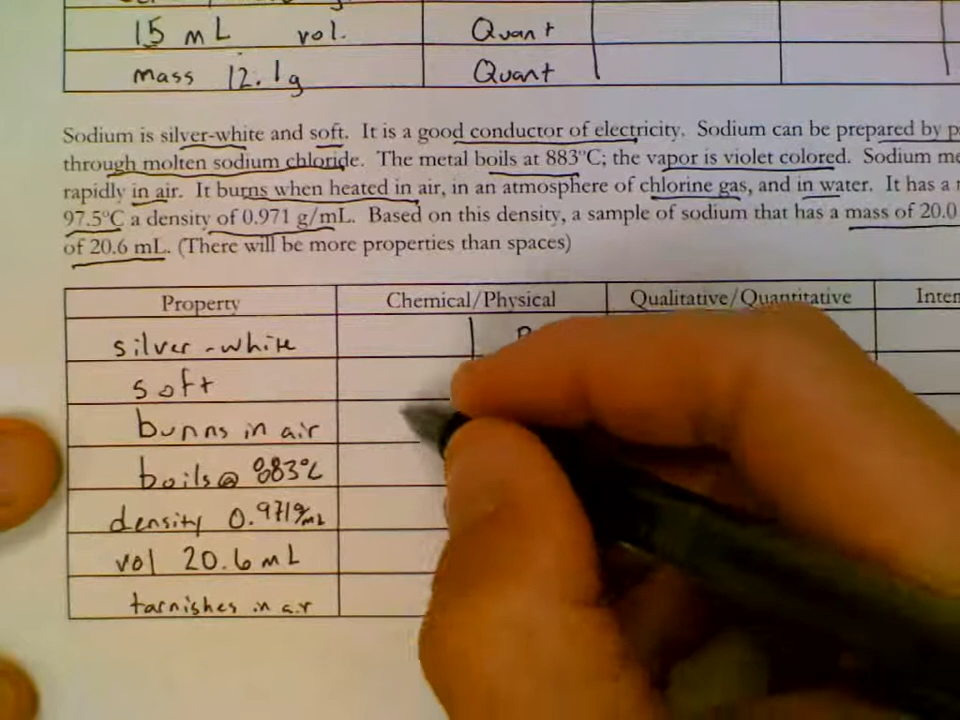 15 mL vol. Quant
mass 12.1g Quant
Sodium is silver-white and soft. It is a good conductor of electricity. Sodium can be prepared by
through molten sodium chloride. The metal boils at 883°C; the vapor is violet colored. Sodium
rapidly in air. It burns when heated in air, in an atmosphere of chlorine gas, and in water. It has a
97.5°C a density of 0.971 g/mL. Based on this density, a sample of sodium that has a mass of 20.0
of 20.6 mL. (There will be more properties than spaces)
Property Chemical/Physical Qualitative/Quantitative
silver-white
soft
burns in air
boils @ 883°C
density 0.971g/mL
vol 20.6 mL
tarnishes in air